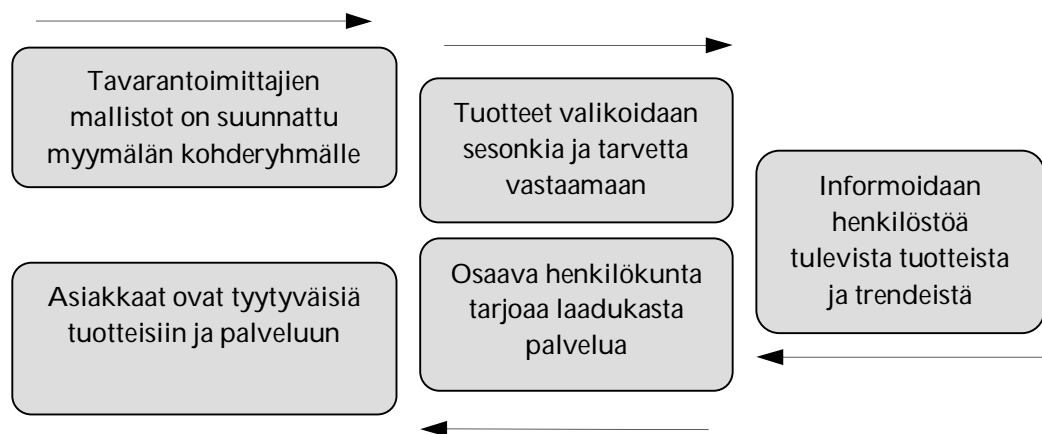 Tavarantoimittajien
mallistot on suunnattu
myymälän kohderyhmälle
Tuotteet valikoidaan
sesonkia ja tarvetta
vastaamaan
Informoidaan
henkilöstöä
tulevista tuotteista
ja trendeistä
Osaava henkilökunta
tarjoaa laadukasta
palvelua
Asiakkaat ovat tyytyväisiä
tuotteisiin ja palveluun